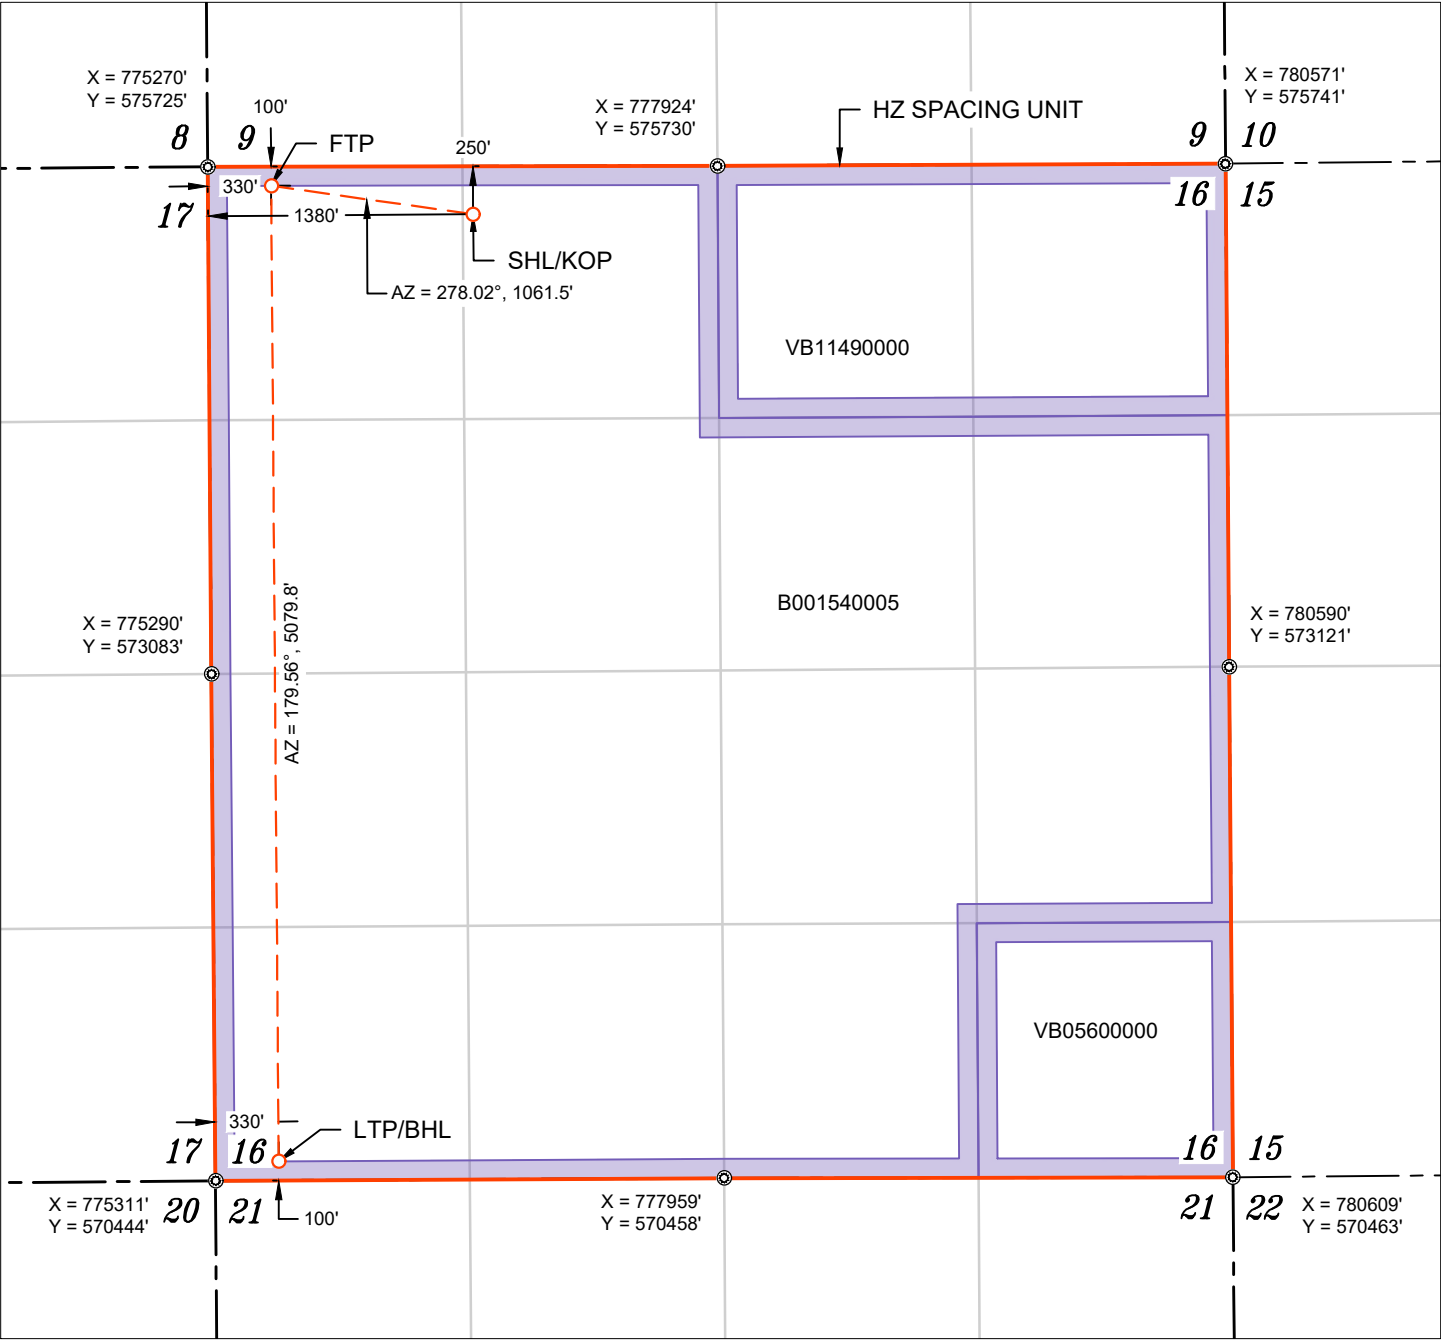 X = 775270'
Y = 575725'
100'
X = 777924'
Y = 575730'
HZ SPACING UNIT
X = 780571'
Y = 575741'
8
9
FTP
250'
9
10
330'
16
15
17
1380'
SHL/KOP
AZ = 278.02°, 1061.5'
VB11490000
B001540005
X = 775290'
Y = 573083'
AZ = 179.56°, 5079.8'
X = 780590'
Y = 573121'
VB05600000
330'
LTP/BHL
17
16
16
15
X = 775311'
Y = 570444'
20
21
100'
X = 777959'
Y = 570458'
21
22
X = 780609'
Y = 570463'